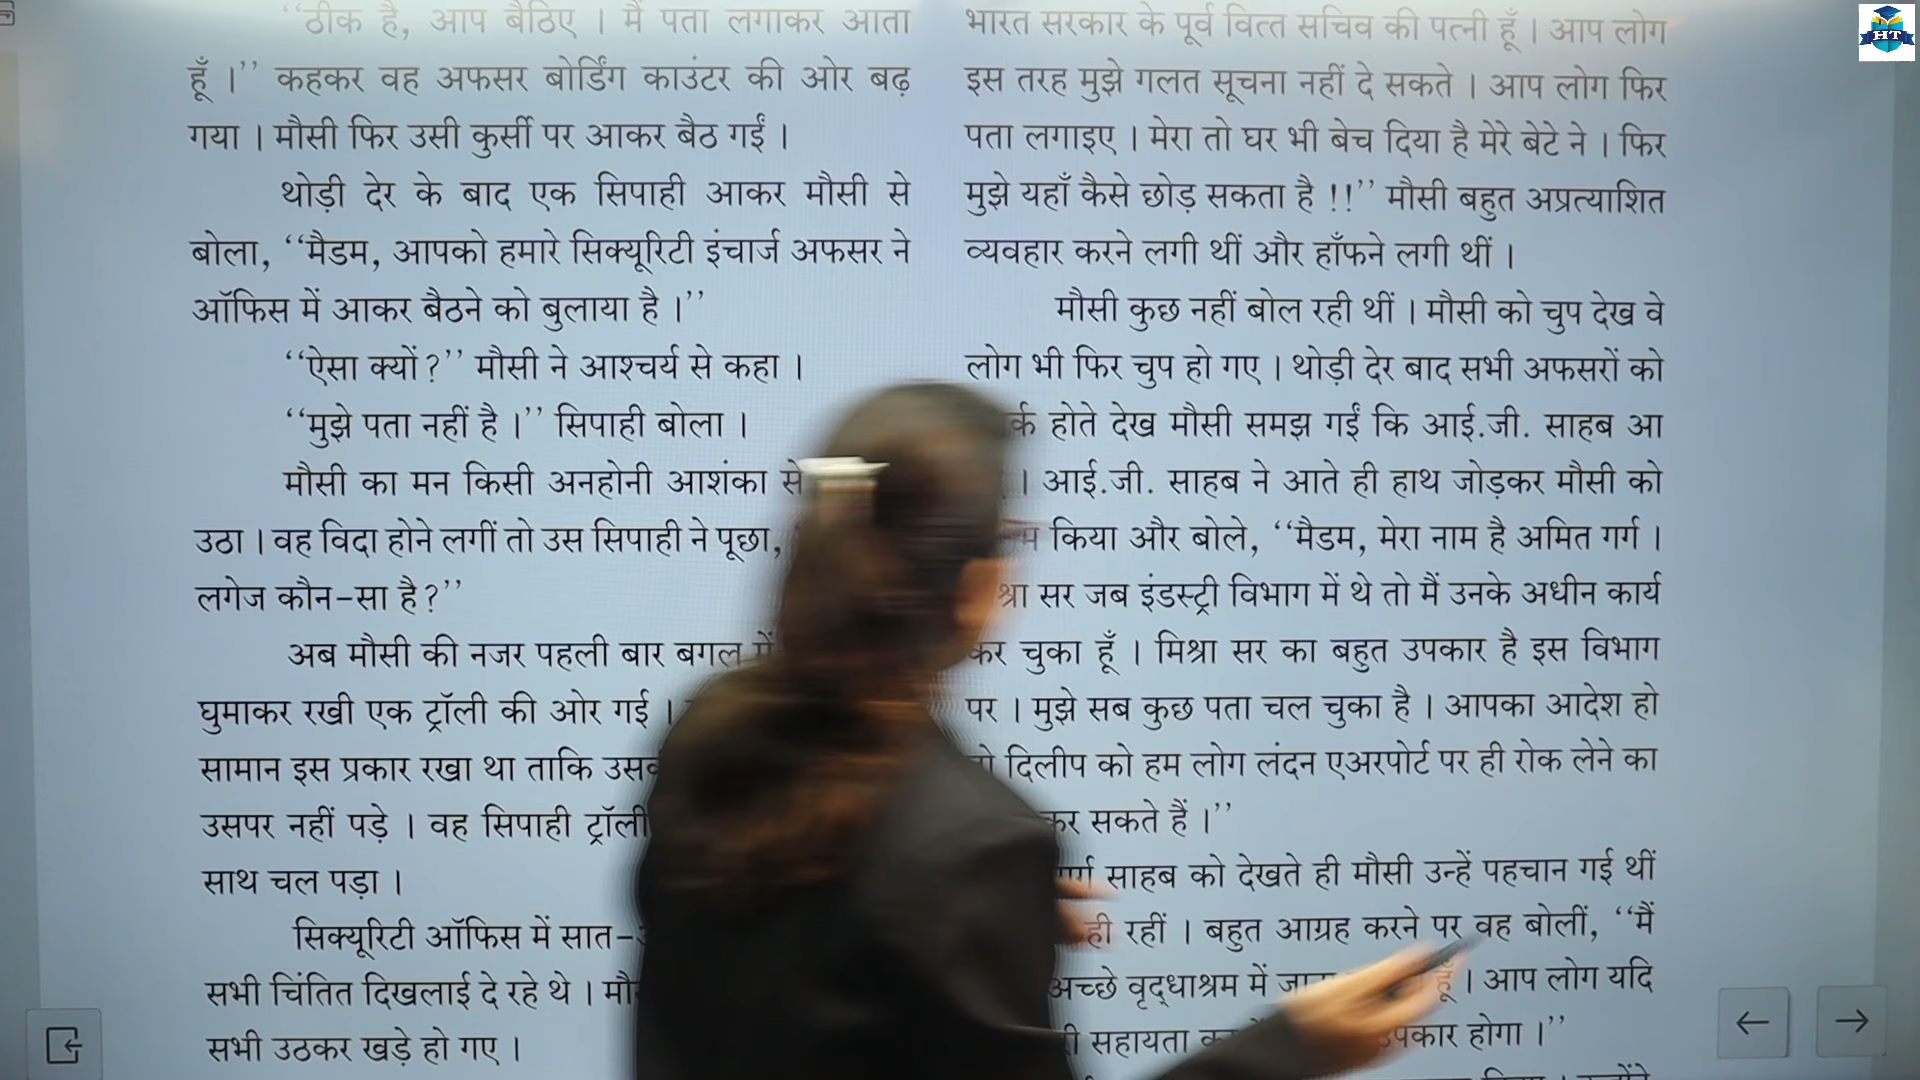 ‘‘ठीक है, आप बैठिए । मैं पता लगाकर आता
हूँ ।’’ कहकर वह अफसर बोर्डिंग काउंटर की ओर बढ़
गया । मौसी फिर उसी कुर्सी पर आकर बैठ गईं ।
थोड़ी देर के बाद एक सिपाही आकर मौसी से
बोला, ‘‘मैडम, आपको हमारे सिक्यूरिटी इंचार्ज अफसर ने
ऑफिस में आकर बैठने को बुलाया है ।’’
‘‘ऐसा क्यों?’’ मौसी ने आश्चर्य से कहा ।
‘‘मुझे पता नहीं है ।’’ सिपाही बोला ।
मौसी का मन किसी अनहोनी आशंका से
उठा । वह विदा होने लगीं तो उस सिपाही ने पूछा,
लगेज कौन-सा है?’’
अब मौसी की नजर पहली बार बगल में
घुमाकर रखी एक ट्रॉली की ओर गई ।
सामान इस प्रकार रखा था ताकि
उसपर नहीं पड़े । वह सिपाही ट्रॉली
साथ चल पड़ा ।
सिक्यूरिटी ऑफिस में सात-
सभी चिंतित दिखलाई दे रहे थे ।
सभी उठकर खड़े हो गए ।
भारत सरकार के पूर्व वित्त सचिव की पत्नी हूँ । आप लोग
इस तरह मुझे गलत सूचना नहीं दे सकते । आप लोग फिर
पता लगाइए । मेरा तो घर भी बेच दिया है मेरे बेटे ने । फिर
मुझे यहाँ कैसे छोड़ सकता है !!’’ मौसी बहुत अप्रत्याशित
व्यवहार करने लगी थीं और हाँफने लगी थीं ।
मौसी कुछ नहीं बोल रही थीं । मौसी को चुप देख वे
लोग भी फिर चुप हो गए । थोड़ी देर बाद सभी अफसरों को
होते देख मौसी समझ गईं कि आई.जी. साहब आ
। आई.जी. साहब ने आते ही हाथ जोड़कर मौसी को
किया और बोले, ‘‘मैडम, मेरा नाम है अमित गर्ग ।
सर जब इंडस्ट्री विभाग में थे तो मैं उनके अधीन कार्य
कर चुका हूँ । मिश्रा सर का बहुत उपकार है इस विभाग
पर । मुझे सब कुछ पता चल चुका है । आपका आदेश हो
दिलीप को हम लोग लंदन एअरपोर्ट पर ही रोक लेने का
कर सकते हैं ।’’
साहब को देखते ही मौसी उन्हें पहचान गई थीं
ही रहीं । बहुत आग्रह करने पर वह बोलीं, ‘‘मैं
अच्छे वृद्धाश्रम में हूँ । आप लोग यदि
सहायता होगा ।’’
HT